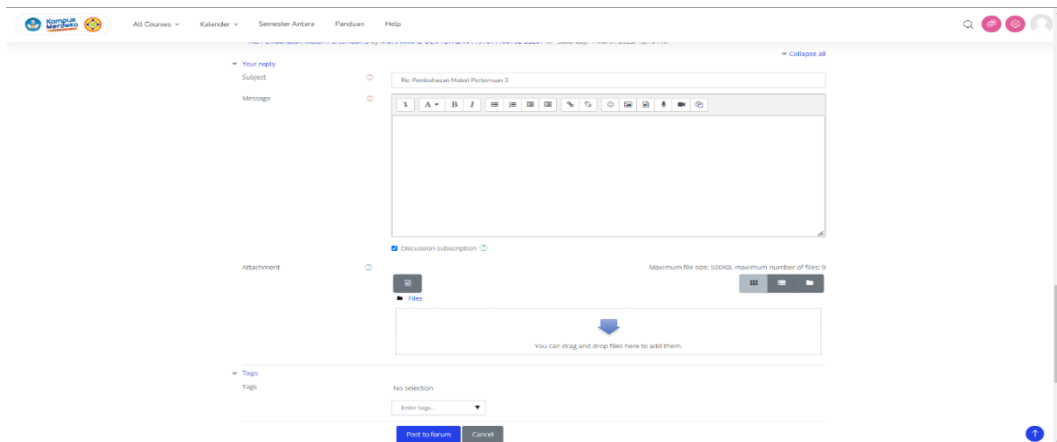 Kampus Merdeka
All Courses
Kalender
Semester Antara
Panduan
Help
Collapse all
Your reply
Subject
Re: Pembahasan Materi Pertemuan 3
Message
A B I
Discussion subscription
Attachment
Maximum file size: 500KB, maximum number of files: 9
Files
You can drag and drop files here to add them.
Tags
Tags
No selection
Enter tags...
Post to forum
Cancel